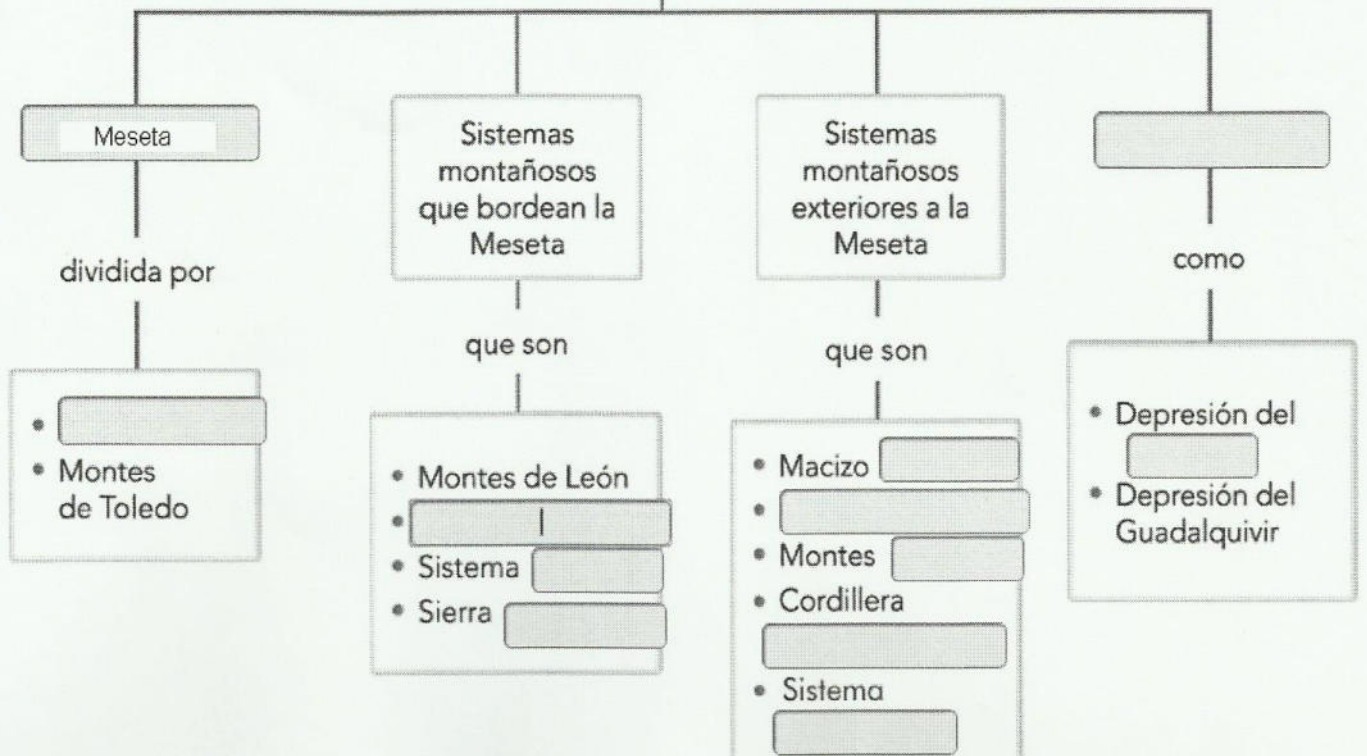 Meseta
dividida por
• 
• Montes
de Toledo
Sistemas
montañosos
que bordean la
Meseta
que son
• Montes de León
• 
• Sistema
• Sierra
Sistemas
montañosos
exteriores a la
Meseta
que son
• Macizo
• 
• Montes
• Cordillera
• Sistema
como
• Depresión del
• Depresión del
Guadalquivir